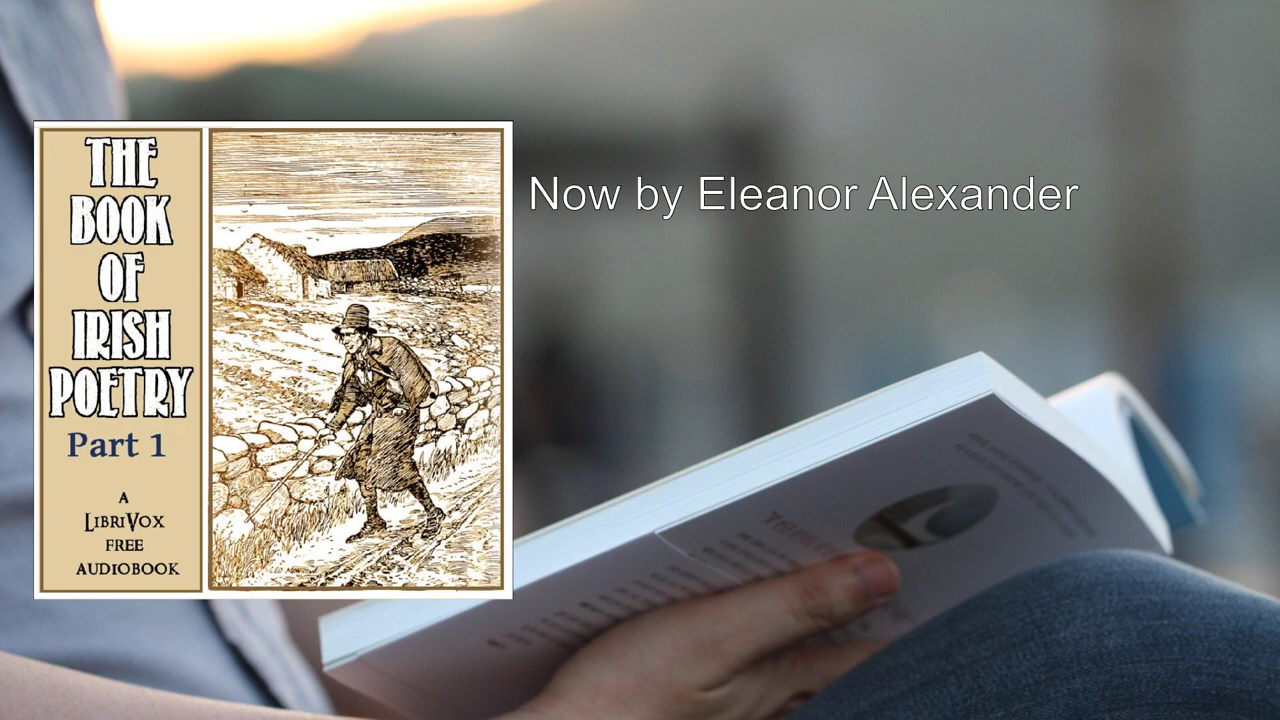 THE
BOOK
OF
IRISH
POETRY
Part 1
A
LIBRIVOX
FREE
AUDIOBOOK
Now by Eleanor Alexander